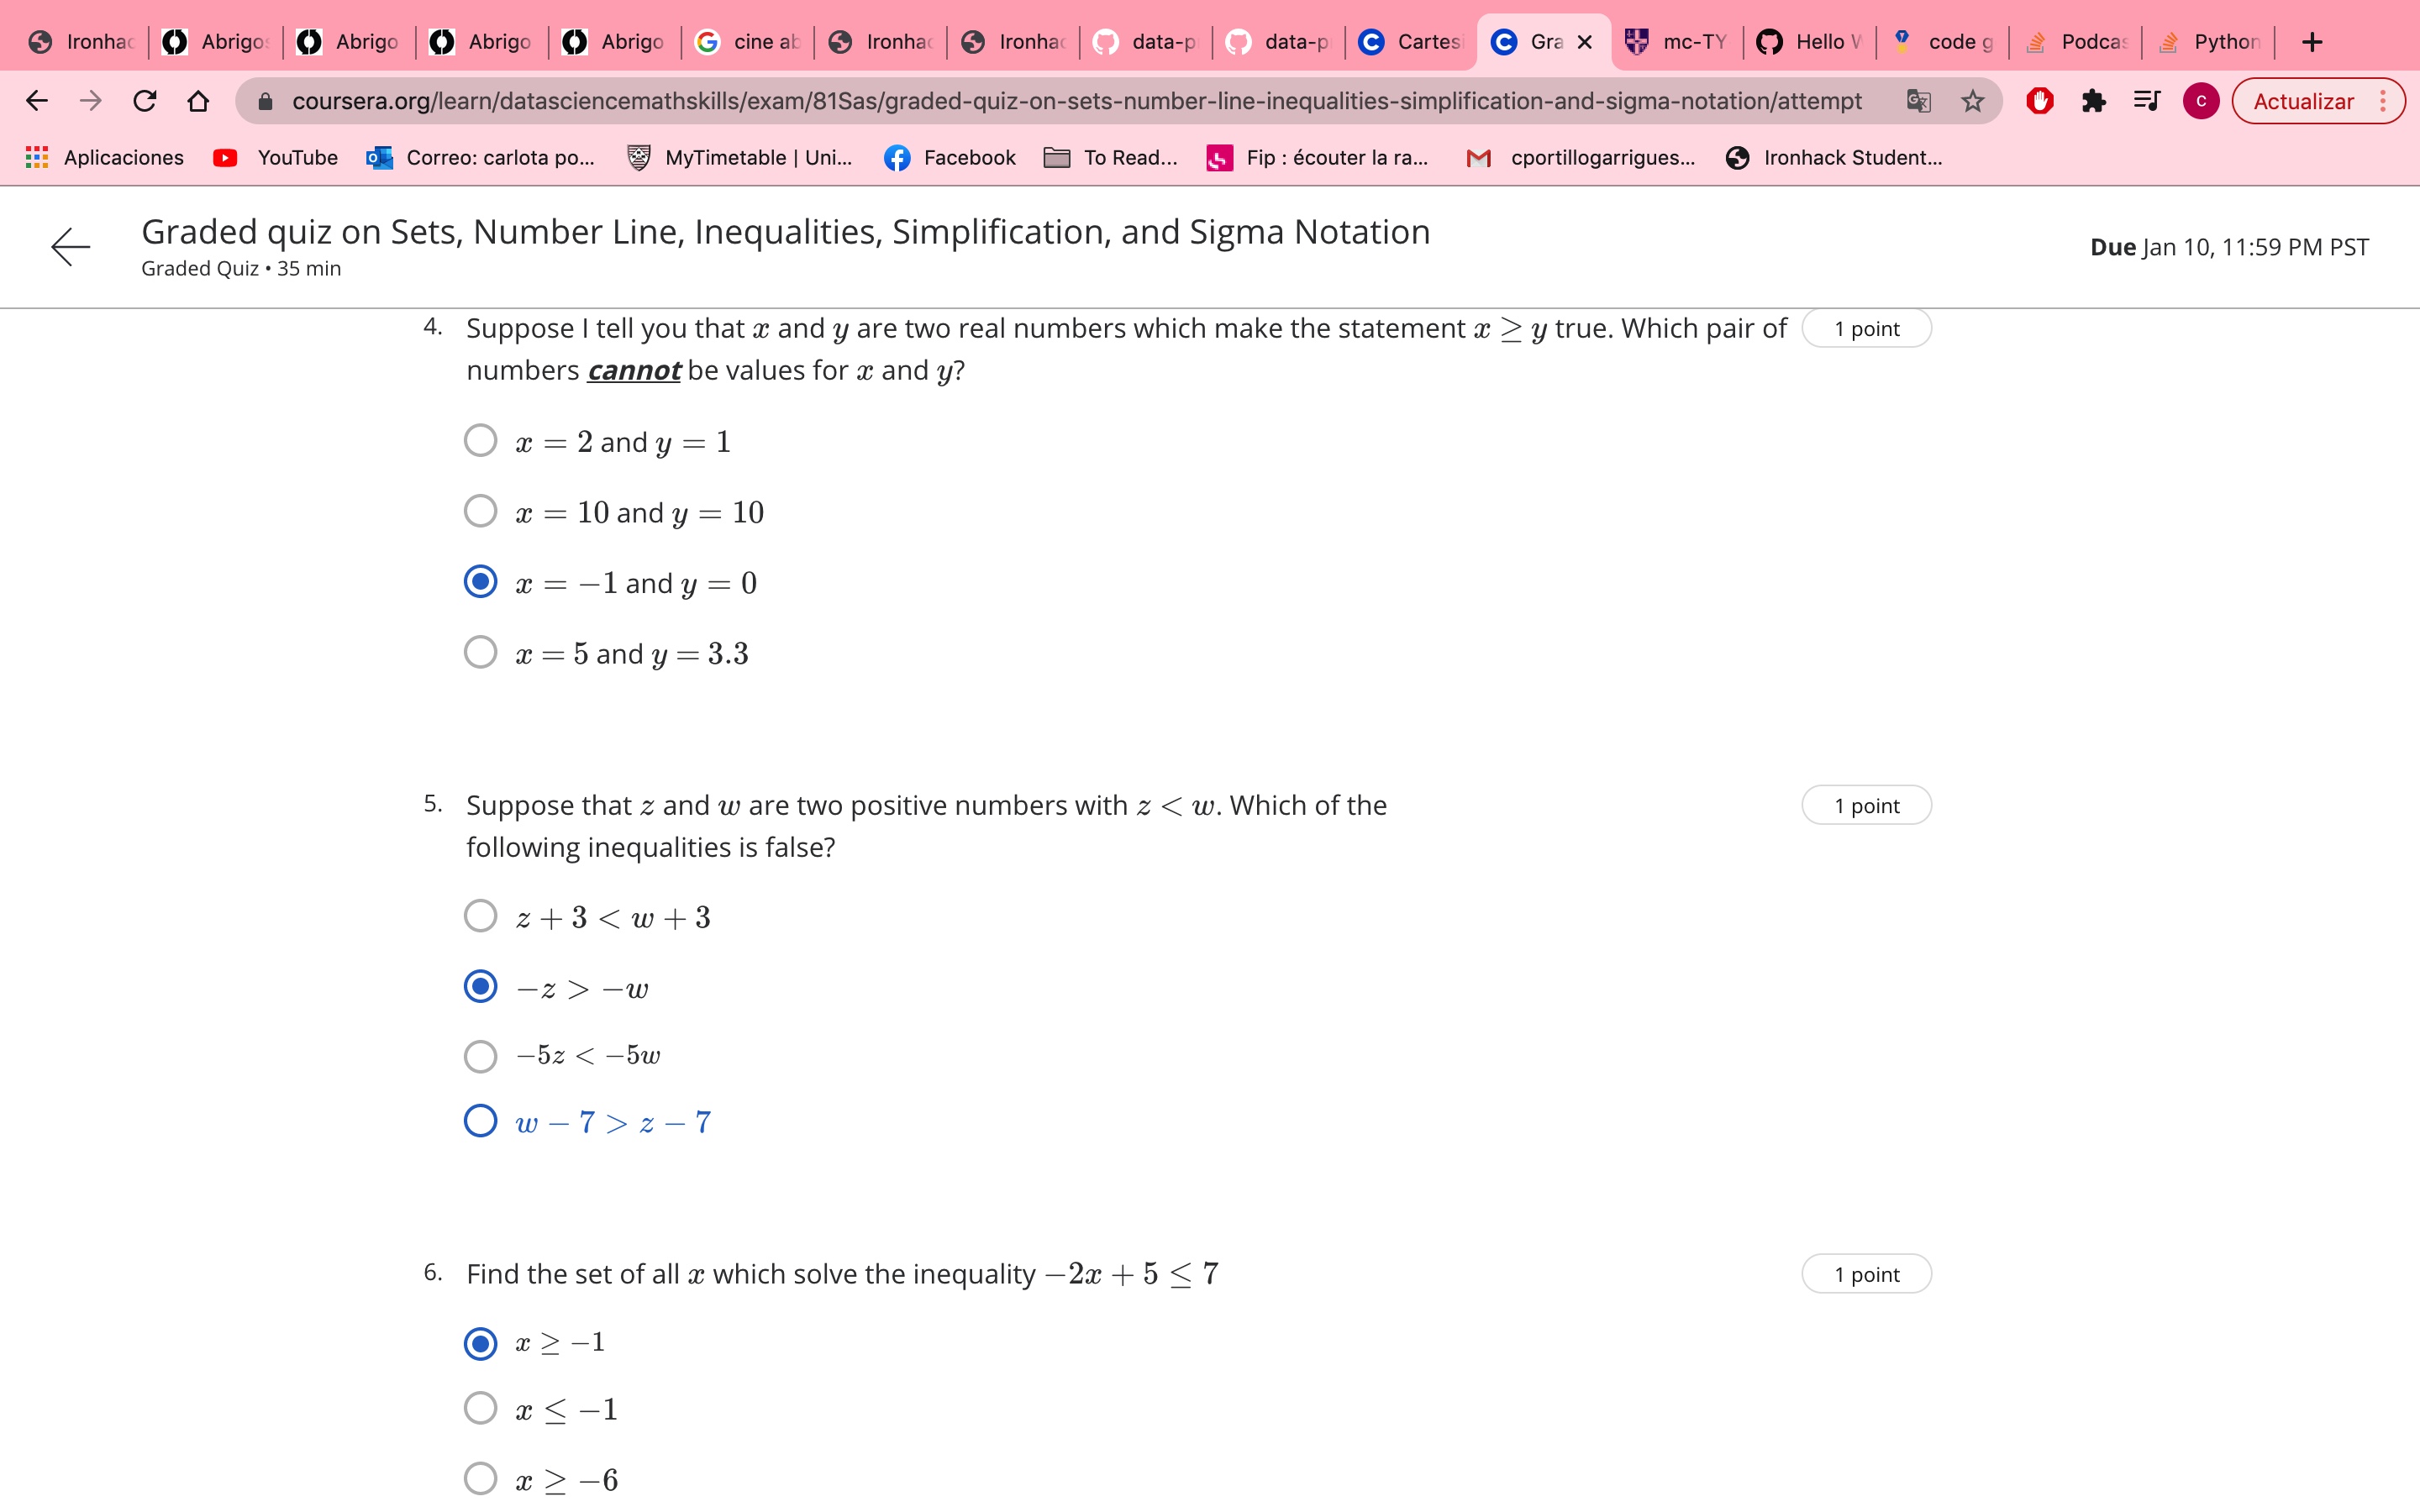 Ironhac Abrigo Abrigo Abrigo Abrigo cine ab Ironhac Ironhac data-p data-p Cartesi Gra mc-TY Hello W code g Podcas Python
coursera.org/learn/datasciencemathskills/exam/81Sas/graded-quiz-on-sets-number-line-inequalities-simplification-and-sigma-notation/attempt C Actualizar
Aplicaciones YouTube Correo: carlota po... MyTimetable | Uni... Facebook To Read... Fip : écouter la ra... cportillogarrigues... Ironhack Student...
Graded quiz on Sets, Number Line, Inequalities, Simplification, and Sigma Notation
Graded Quiz • 35 min
Due Jan 10, 11:59 PM PST
4. Suppose I tell you that x and y are two real numbers which make the statement x ≥ y true. Which pair of 1 point
numbers cannot be values for x and y?
x = 2 and y = 1
x = 10 and y = 10
x = −1 and y = 0
x = 5 and y = 3.3
5. Suppose that z and w are two positive numbers with z < w. Which of the 1 point
following inequalities is false?
z + 3 < w + 3
−z > −w
−5z < −5w
w − 7 > z − 7
6. Find the set of all x which solve the inequality −2x + 5 ≤ 7 1 point
x ≥ −1
x ≤ −1
x ≥ −6